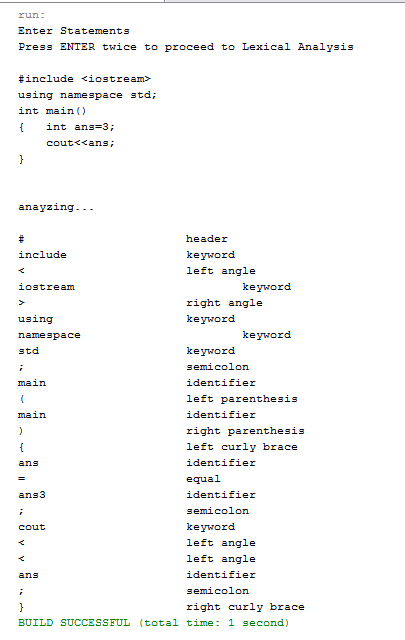 run:
Enter Statements
Press ENTER twice to proceed to Lexical Analysis
#include <iostream>
using namespace std;
int main()
{   int ans=3;
    cout<<ans;
}
anayzing...
#                       header
include                 keyword
<                       left angle
iostream                        keyword
>                       right angle
using                   keyword
namespace                       keyword
std                     keyword
;                       semicolon
main                    identifier
(                       left parenthesis
main                    identifier
)                       right parenthesis
{                       left curly brace
ans                     identifier
=                       equal
ans3                    identifier
;                       semicolon
cout                    keyword
<                       left angle
<                       left angle
ans                     identifier
;                       semicolon
}                       right curly brace
BUILD SUCCESSFUL (total time: 1 second)